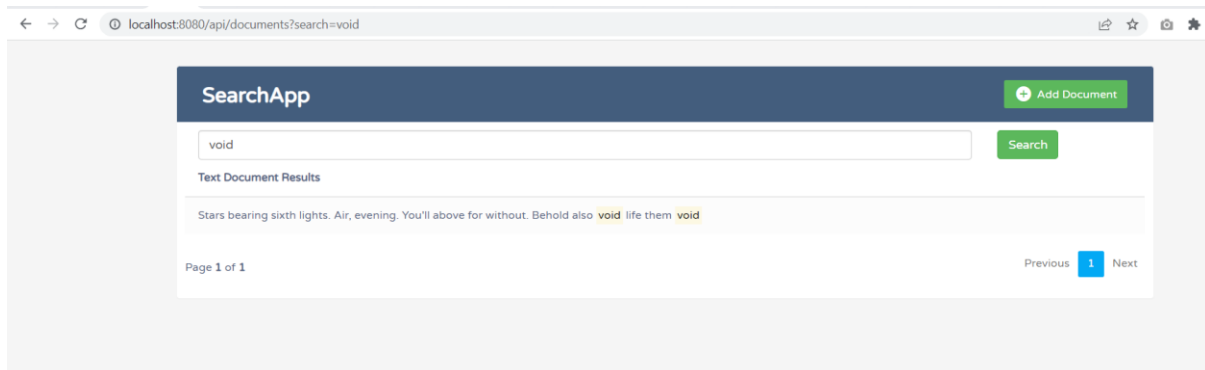 localhost:8080/api/documents?search=void
SearchApp
Add Document
void
Search
Text Document Results
Stars bearing sixth lights. Air, evening. You'll above for without. Behold also void life them void
Page 1 of 1
Previous 1 Next